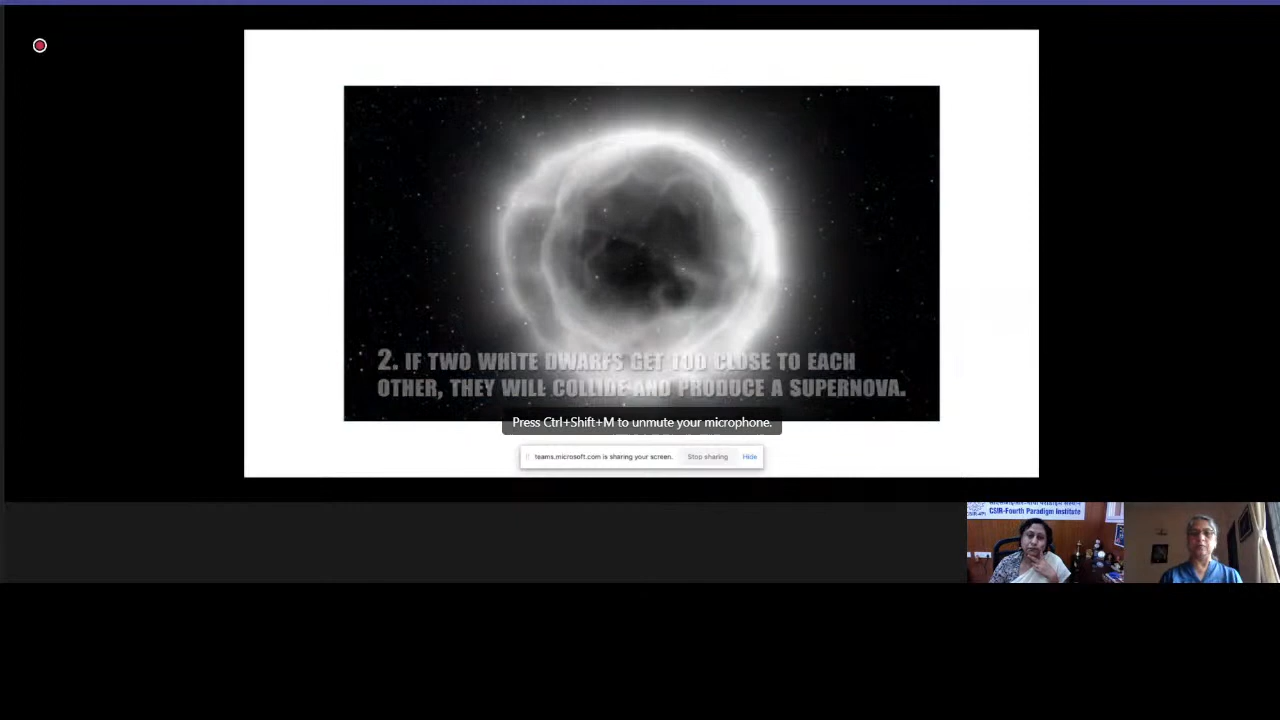 2. IF TWO WHITE DWARFS GET TOO CLOSE TO EACH
OTHER, THEY WILL COLLIDE AND PRODUCE A SUPERNOVA.
Press Ctrl+Shift+M to unmute your microphone.
teams.microsoft.com is sharing your screen. Stop sharing Hide
CSIR-Fourth Paradigm Institute